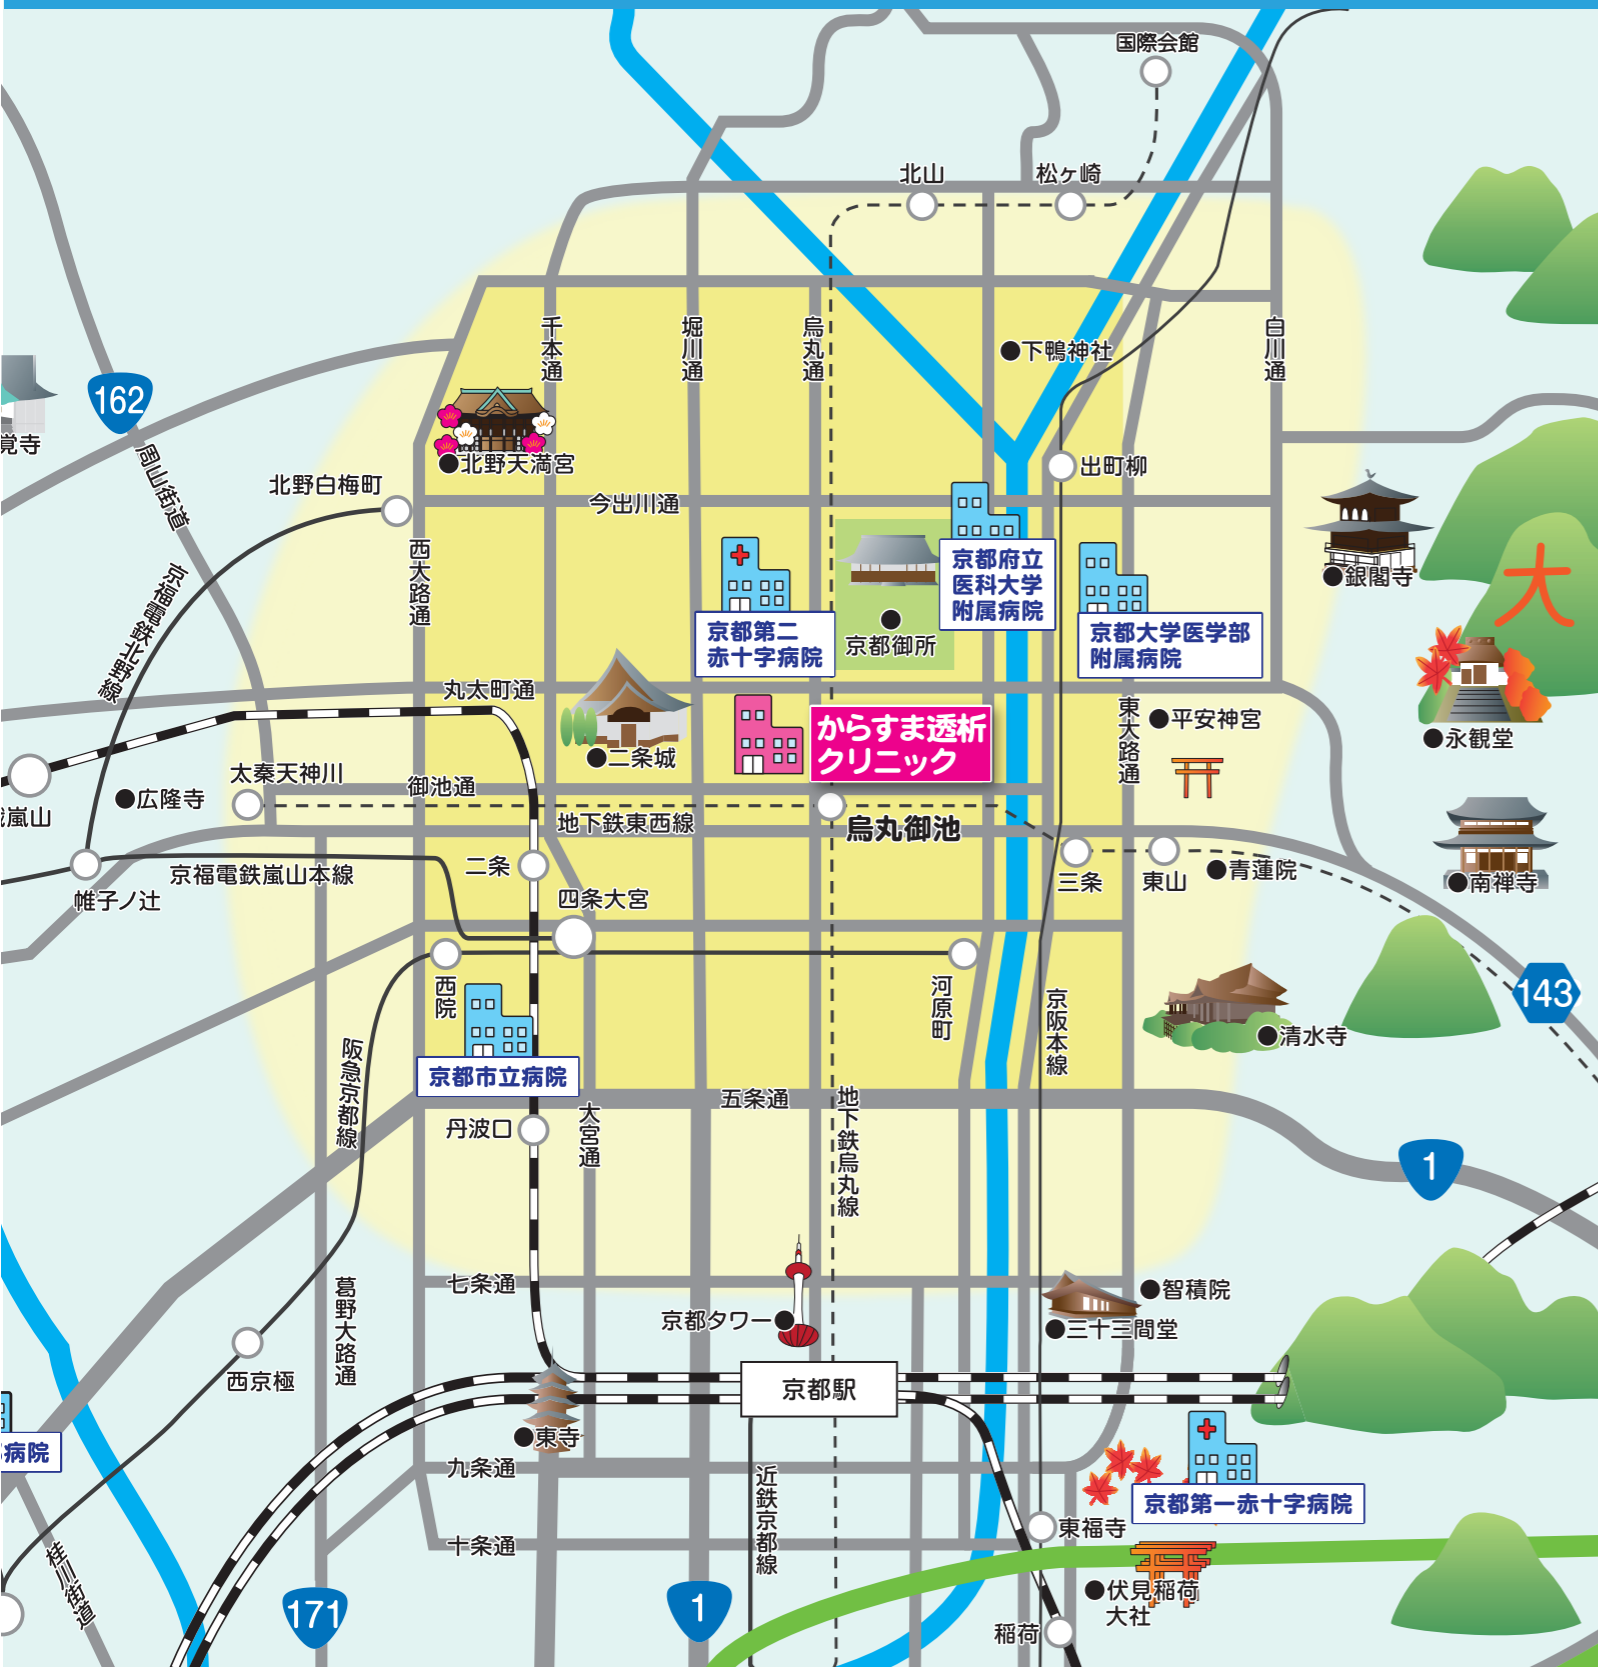 国際会館
北山
松ヶ崎
千本通
堀川通
烏丸通
白川通
下鴨神社
162
覚寺
周山街道
北野天満宮
出町柳
北野白梅町
今出川通
西大路通
京都府立
医科大学
附属病院
銀閣寺
大
京福電鉄北野線
京都第二
赤十字病院
京都御所
京都大学医学部
附属病院
丸太町通
東大路通
平安神宮
からすま透析
クリニック
永観堂
二条城
太秦天神川
御池通
広隆寺
嵐山
地下鉄東西線
烏丸御池
二条
京福電鉄嵐山本線
帷子ノ辻
四条大宮
三条
東山
青蓮院
南禅寺
西院
河原町
京阪本線
143
清水寺
阪急京都線
京都市立病院
五条通
地下鉄烏丸線
丹波口
大宮通
1
七条通
葛野大路通
京都タワー
智積院
三十三間堂
西京極
京都駅
東寺
病院
九条通
近鉄京都線
京都第一赤十字病院
東福寺
十条通
桂川街道
171
1
伏見稲荷
大社
稲荷